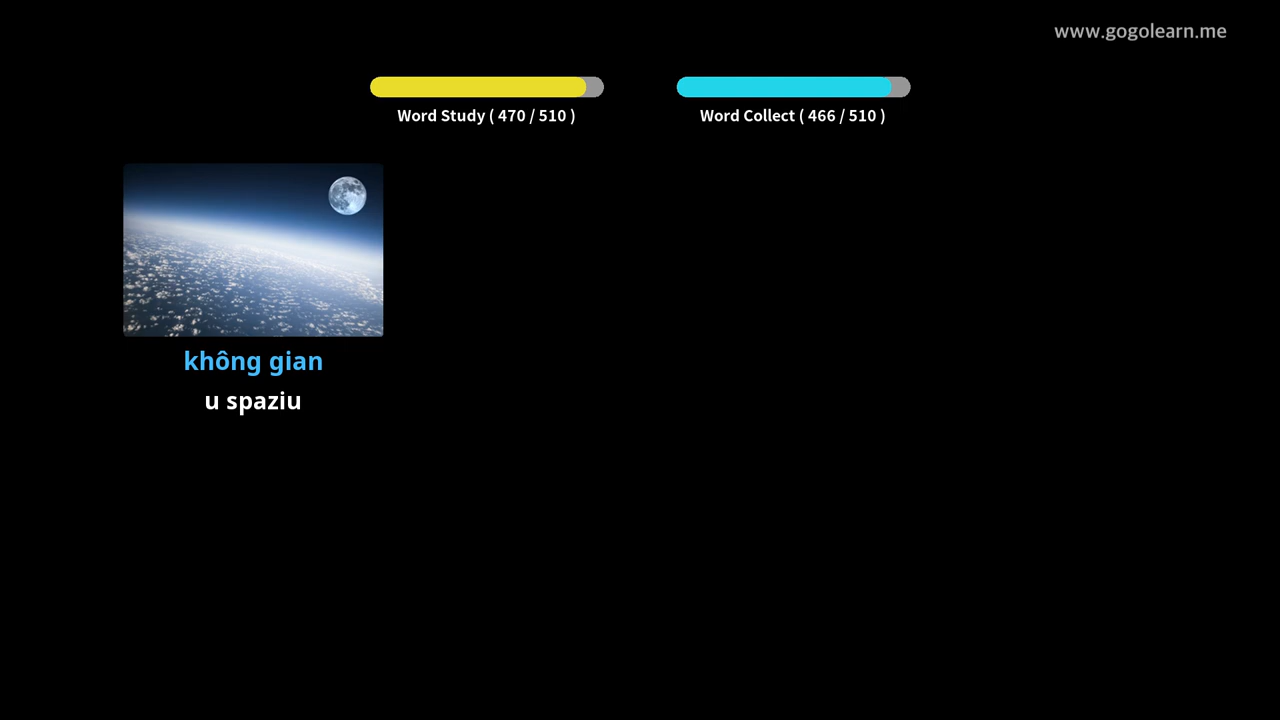 www.gogolearn.me
Word Study ( 470 / 510 )
Word Collect ( 466 / 510 )
không gian
u spaziu